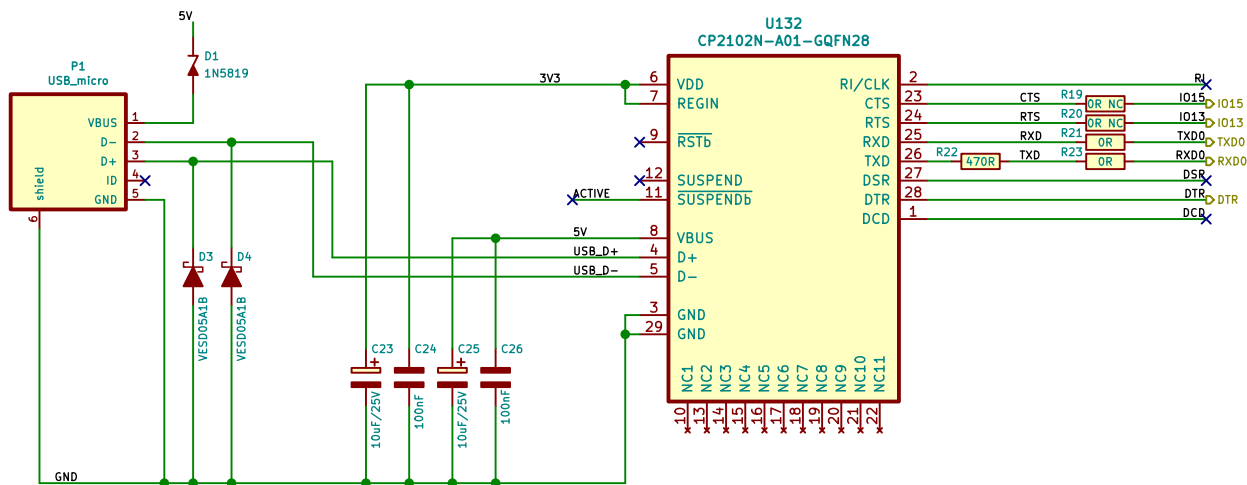 5V
D1
1N5819
P1
USB_micro
VBUS 1
D- 2
D+ 3
ID 4
GND 5
shield
6
D3
VESD05A1B
D4
VESD05A1B
GND
C23
10uF/25V
C24
100nF
C25
10uF/25V
C26
100nF
3V3
ACTIVE
5V
USB_D+
USB_D-
U132
CP2102N-A01-GQFN28
6 VDD
7 REGIN
9 RSTb
12 SUSPEND
11 SUSPENDb
8 VBUS
4 D+
5 D-
3 GND
29 GND
RI/CLK 2
CTS 23
RTS 24
RXD 25
TXD 26
DSR 27
DTR 28
DCD 1
NC1
NC2
NC3
NC4
NC5
NC6
NC7
NC8
NC9
NC10
NC11
10
13
14
15
16
17
18
19
20
21
22
RI
CTS R19 0R NC IO15 IO15
RTS R20 0R NC IO13 IO13
RXD R21 0R TXD0 TXD0
R22 470R TXD R23 0R RXD0 RXD0
DSR
DTR DTR
DCD